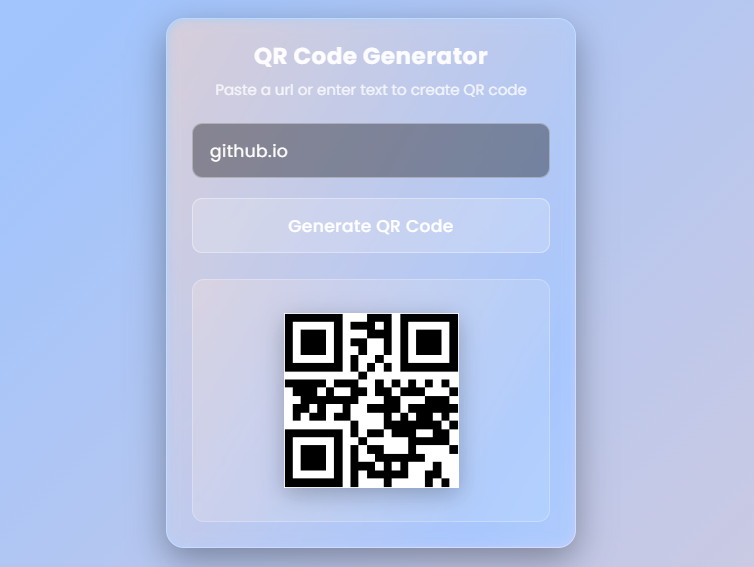 QR Code Generator
Paste a url or enter text to create QR code
github.io
Generate QR Code